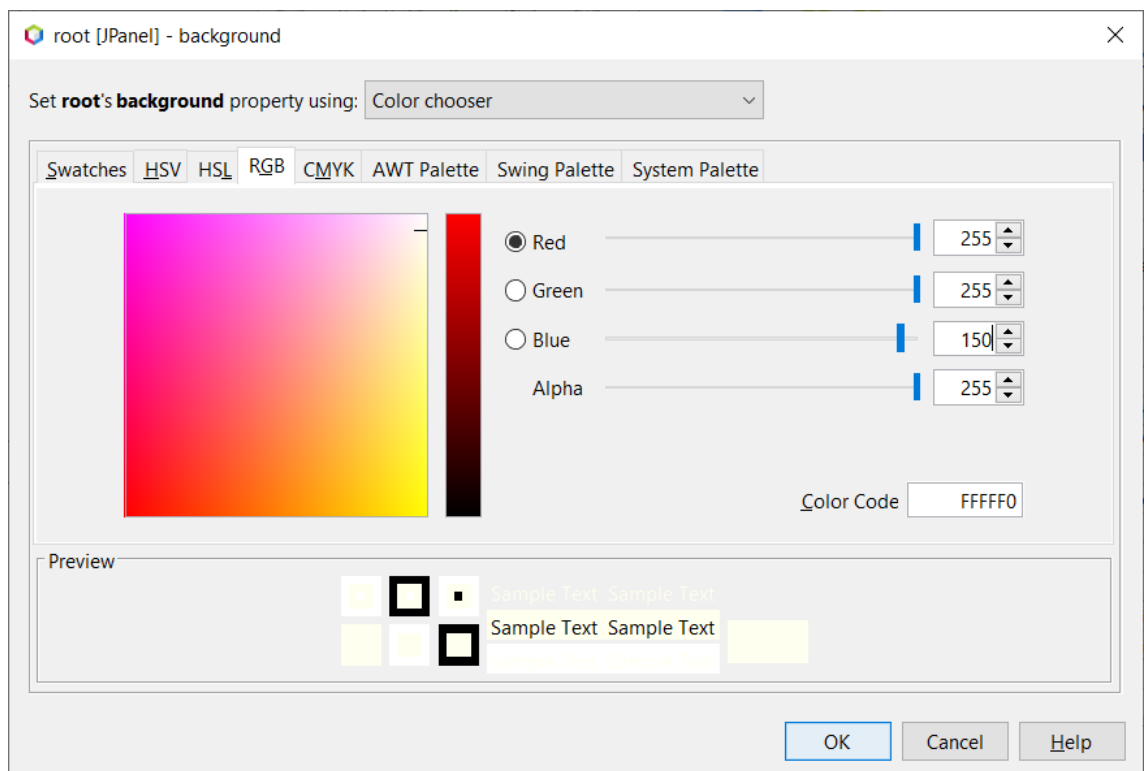 root [JPanel] - background
Set root's background property using: Color chooser
Swatches HSV HSL RGB CMYK AWT Palette Swing Palette System Palette
Red 255
Green 255
Blue 150
Alpha 255
Color Code FFFFF0
Preview
Sample Text Sample Text
Sample Text Sample Text
OK Cancel Help